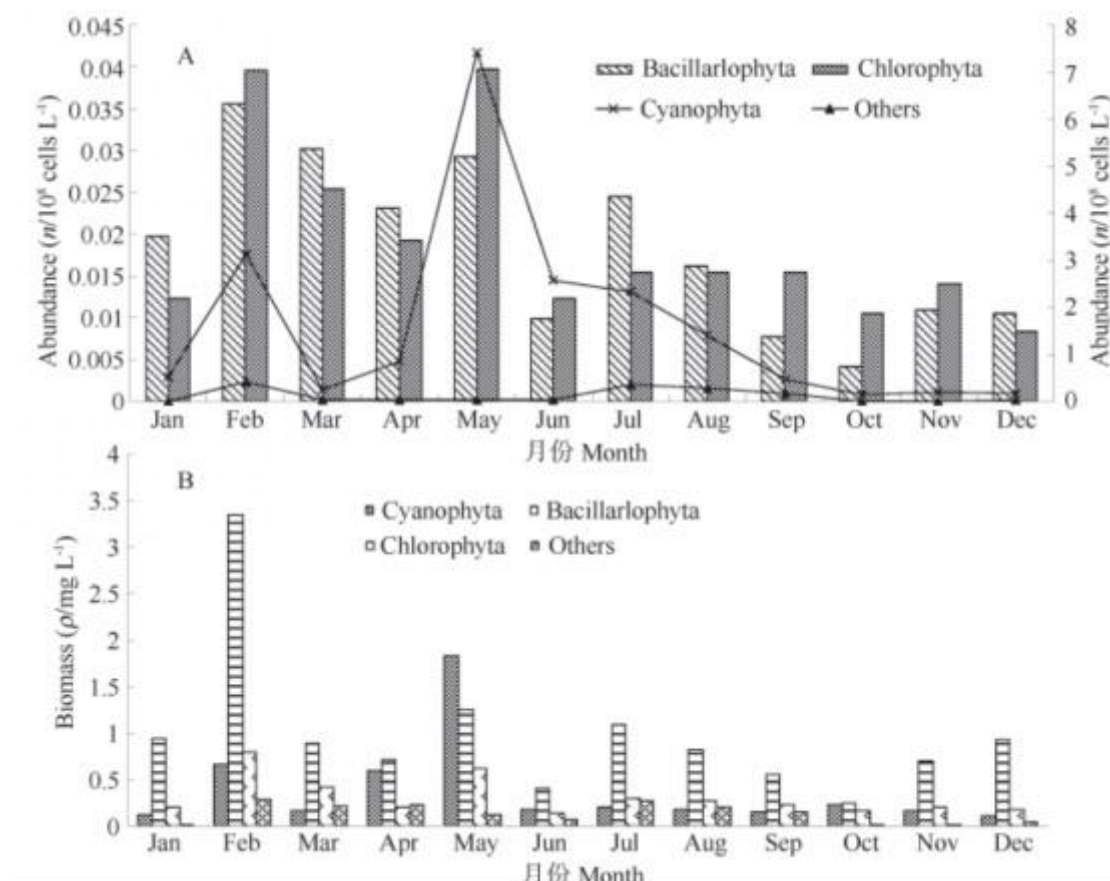 A
Bacillarlophyta Chlorophyta
Cyanophyta Others
Abundance (n/10⁸ cells L⁻¹)
0.045
0.04
0.035
0.03
0.025
0.02
0.015
0.01
0.005
0
8
7
6
5
4
3
2
1
0
Abundance (n/10⁸ cells L⁻¹)
Jan Feb Mar Apr May Jun Jul Aug Sep Oct Nov Dec
月份 Month
B
Cyanophyta Bacillarlophyta
Chlorophyta Others
Biomass (ρ/mg L⁻¹)
4
3.5
3
2.5
2
1.5
1
0.5
0
Jan Feb Mar Apr May Jun Jul Aug Sep Oct Nov Dec
月份 Month